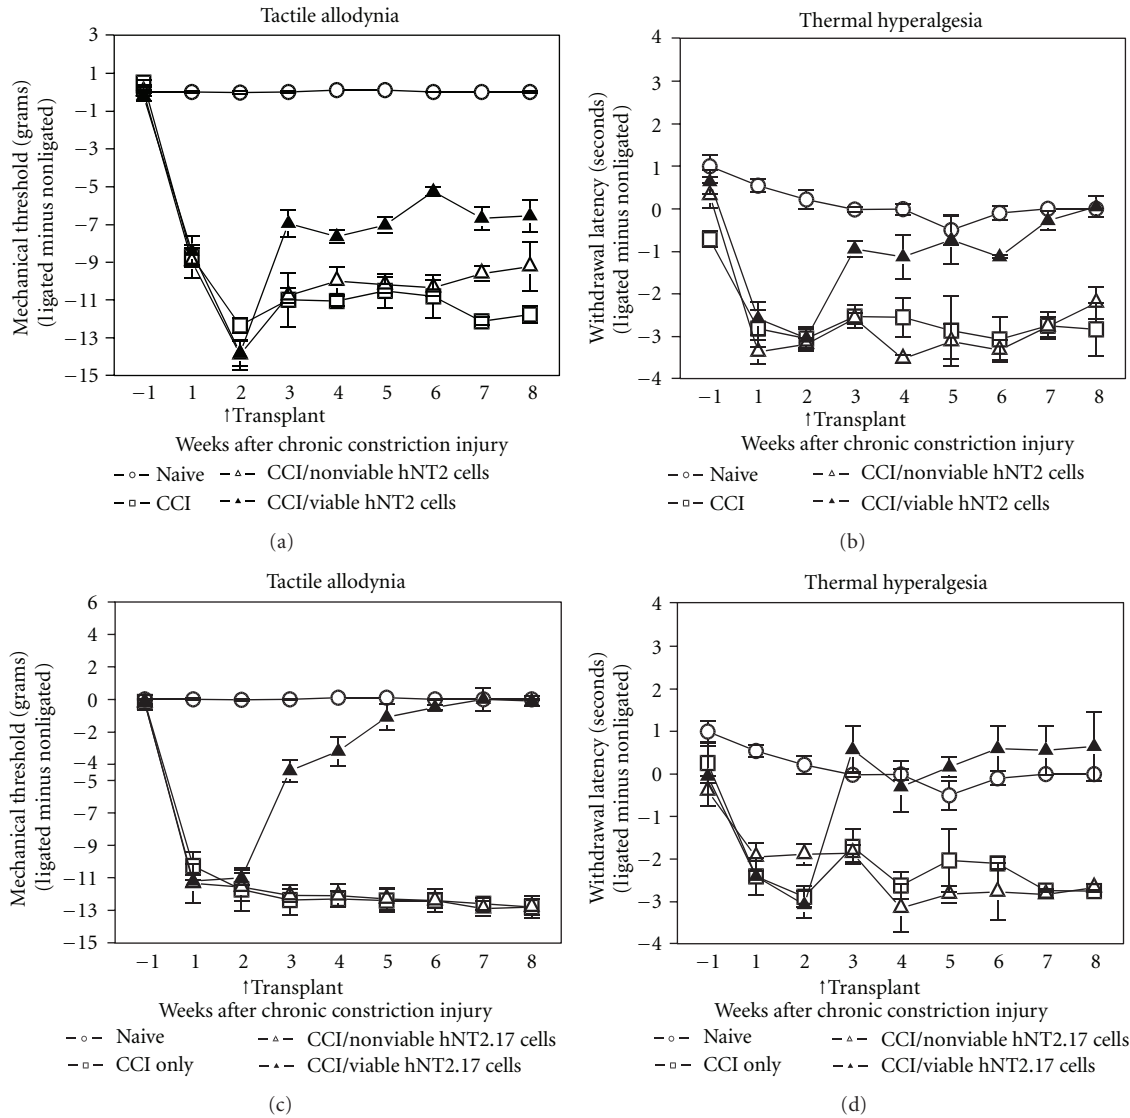 Tactile allodynia
Mechanical threshold (grams)
(ligated minus nonligated)
3
1
−1
−3
−5
−7
−9
−11
−13
−15
−1 1 2 3 4 5 6 7 8
↑Transplant
Weeks after chronic constriction injury
Naive
CCI/nonviable hNT2 cells
CCI
CCI/viable hNT2 cells
(a)
Thermal hyperalgesia
Withdrawal latency (seconds)
(ligated minus nonligated)
4
3
2
1
0
−1
−2
−3
−4
−1 1 2 3 4 5 6 7 8
↑Transplant
Weeks after chronic constriction injury
Naive
CCI/nonviable hNT2 cells
CCI
CCI/viable hNT2 cells
(b)
Tactile allodynia
Mechanical threshold (grams)
(ligated minus nonligated)
6
4
2
0
−2
−4
−5
−7
−9
−11
−13
−15
−1 1 2 3 4 5 6 7 8
↑Transplant
Weeks after chronic constriction injury
Naive
CCI/nonviable hNT2.17 cells
CCI only
CCI/viable hNT2.17 cells
(c)
Thermal hyperalgesia
Withdrawal latency (seconds)
(ligated minus nonligated)
4
3
2
1
0
−1
−2
−3
−4
−1 1 2 3 4 5 6 7 8
↑Transplant
Weeks after chronic constriction injury
Naive
CCI/nonviable hNT2.17 cells
CCI only
CCI/viable hNT2.17 cells
(d)